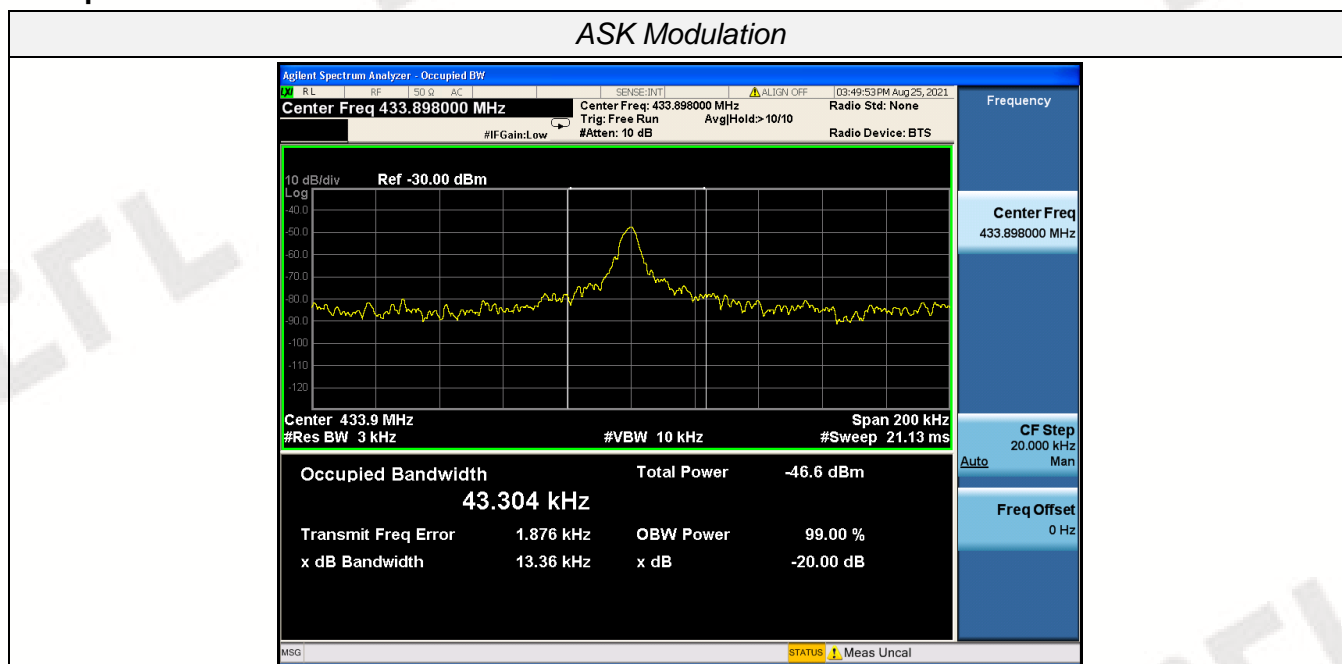 ASK Modulation
Agilent Spectrum Analyzer - Occupied BW
LXI RL RF 50 Ω AC SENSE:INT ALIGN OFF 03:49:53 PM Aug 25, 2021
Center Freq 433.898000 MHz
Center Freq: 433.898000 MHz
Radio Std: None
Trig: Free Run Avg|Hold:>10/10
#IFGain:Low
#Atten: 10 dB
Radio Device: BTS
10 dB/div Ref -30.00 dBm
Log
-40.0
-50.0
-60.0
-70.0
-80.0
-90.0
-100
-110
-120
Center 433.9 MHz Span 200 kHz
#Res BW 3 kHz #VBW 10 kHz #Sweep 21.13 ms
Occupied Bandwidth Total Power -46.6 dBm
43.304 kHz
Transmit Freq Error 1.876 kHz OBW Power 99.00 %
x dB Bandwidth 13.36 kHz x dB -20.00 dB
MSG STATUS Meas Uncal
Frequency
Center Freq
433.898000 MHz
CF Step
20.000 kHz
Auto Man
Freq Offset
0 Hz